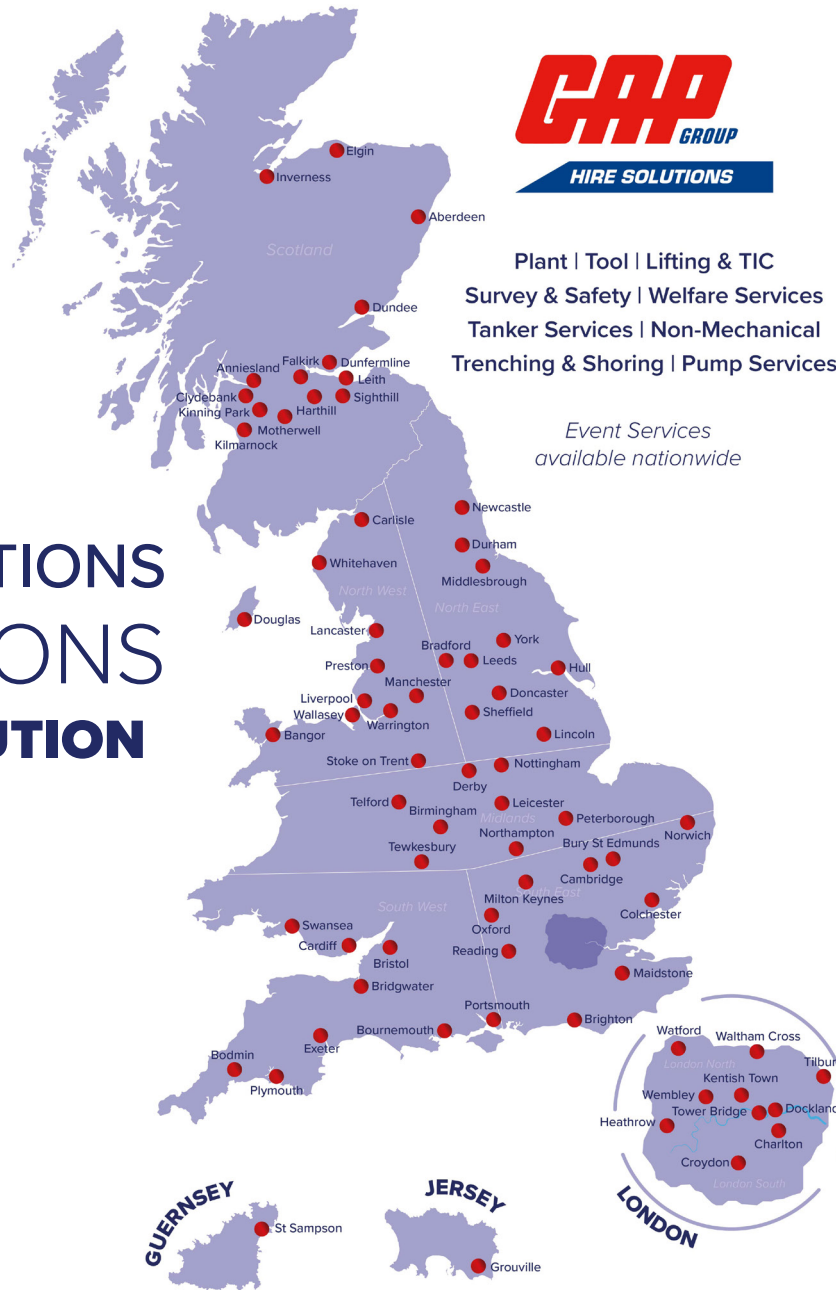 GAP
GROUP
HIRE SOLUTIONS
Plant | Tool | Lifting & TIC
Survey & Safety | Welfare Services
Tanker Services | Non-Mechanical
Trenching & Shoring | Pump Services
Event Services
available nationwide
TIONS
ONS
UTION
Elgin
Inverness
Aberdeen
Scotland
Dundee
Falkirk
Dunfermline
Anniesland
Leith
Clydebank
Sighthill
Kinning Park
Harthill
Motherwell
Kilmarnock
Newcastle
Carlisle
Durham
Whitehaven
Middlesbrough
North West
North East
Douglas
Lancaster
York
Bradford
Leeds
Preston
Hull
Manchester
Doncaster
Liverpool
Wallasey
Warrington
Sheffield
Bangor
Lincoln
Stoke on Trent
Nottingham
Derby
Telford
Birmingham
Leicester
Midlands
Peterborough
Norwich
Northampton
Tewkesbury
Bury St Edmunds
Cambridge
South East
Milton Keynes
Colchester
South West
Oxford
Swansea
Cardiff
Bristol
Reading
Maidstone
Bridgwater
Portsmouth
Bournemouth
Brighton
Exeter
Bodmin
Plymouth
Watford
Waltham Cross
London North
Tilbur
Kentish Town
Wembley
Tower Bridge
Dockland
Heathrow
Charlton
Croydon
London South
LONDON
GUERNSEY
St Sampson
JERSEY
Grouville